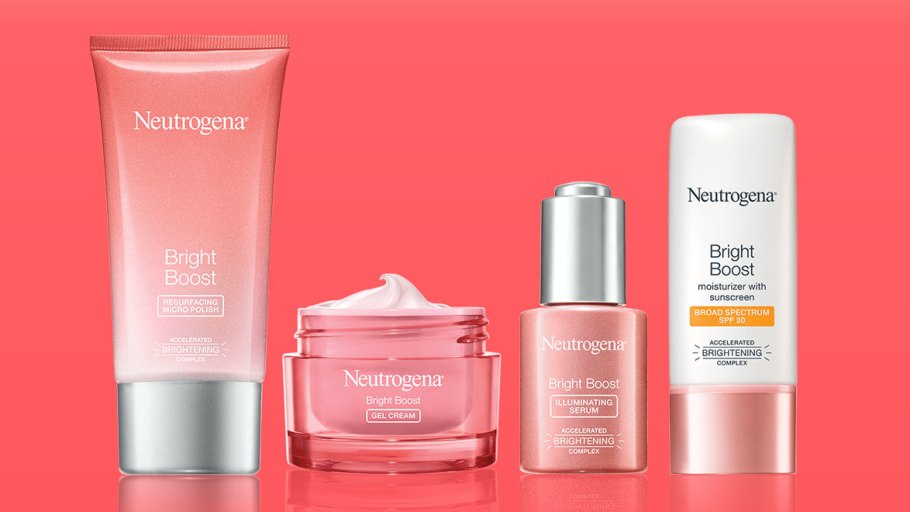 Neutrogena®
Bright
Boost
RESURFACING
MICRO POLISH
ACCELERATED
BRIGHTENING
COMPLEX
Neutrogena®
Bright Boost
GEL CREAM
Neutrogena®
Bright Boost
ILLUMINATING
SERUM
ACCELERATED
BRIGHTENING
COMPLEX
Neutrogena®
Bright
Boost
moisturizer with
sunscreen
BROAD SPECTRUM
SPF 30
ACCELERATED
BRIGHTENING
COMPLEX